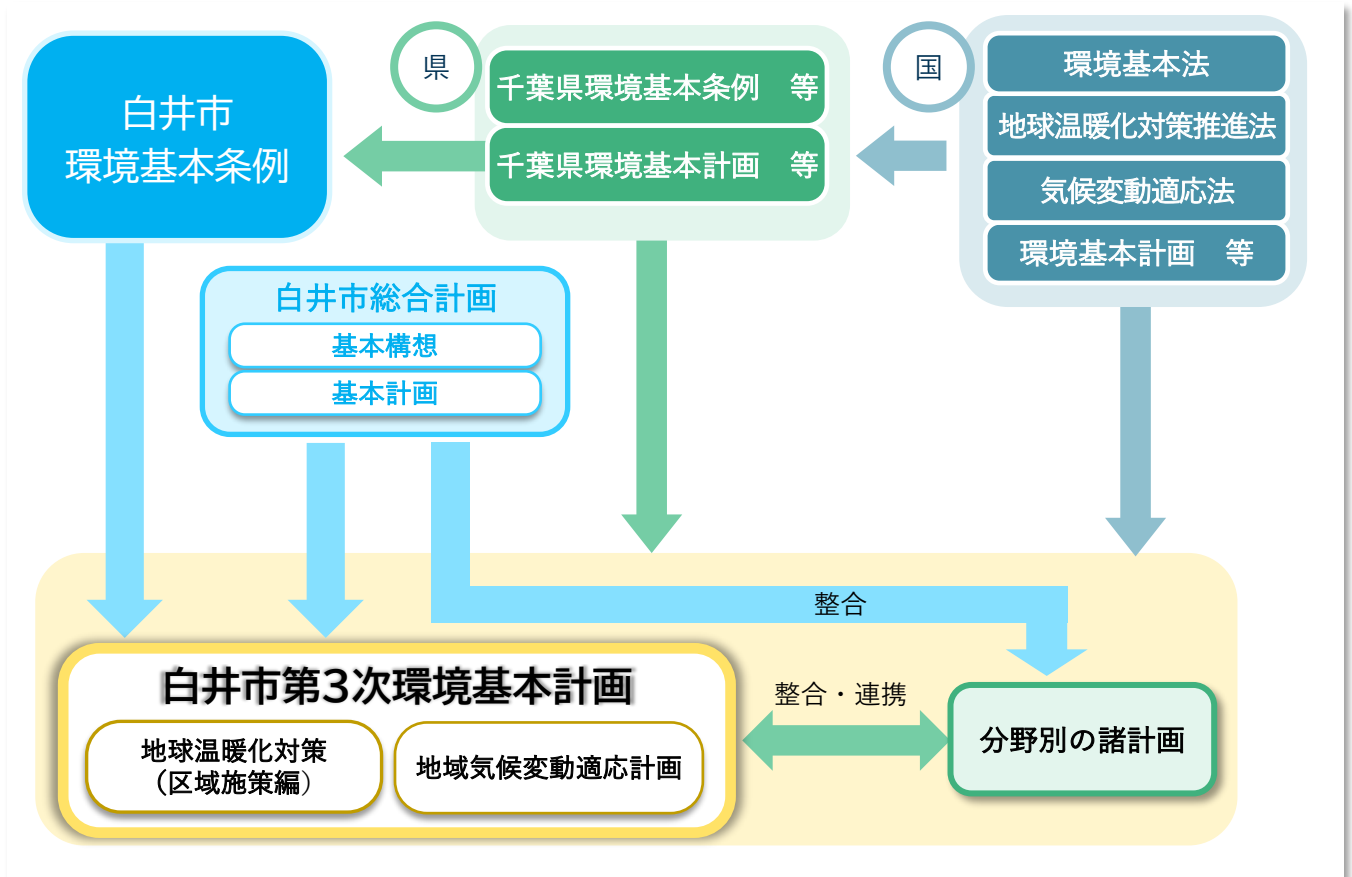 白井市
環境基本条例
県
千葉県環境基本条例　等
千葉県環境基本計画　等
国
環境基本法
地球温暖化対策推進法
気候変動適応法
環境基本計画　等
白井市総合計画
基本構想
基本計画
整合
白井市第3次環境基本計画
地球温暖化対策
（区域施策編）
地域気候変動適応計画
整合・連携
分野別の諸計画